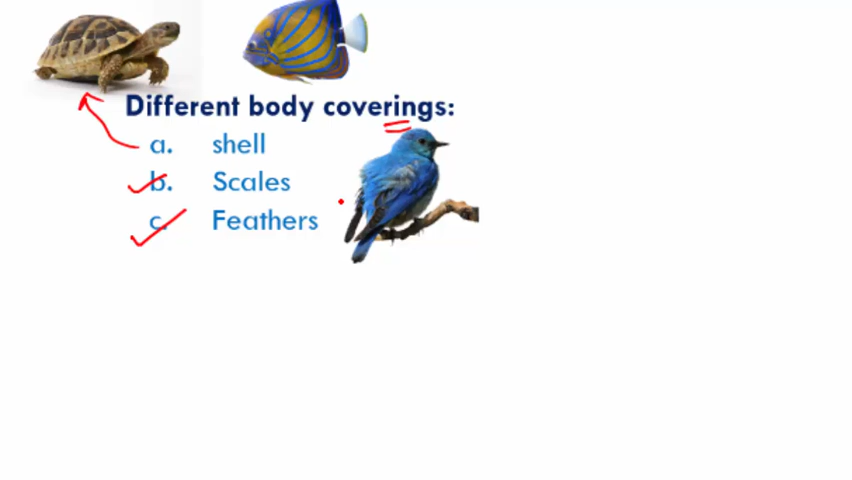 Different body coverings:
a. shell
b. Scales
c. Feathers